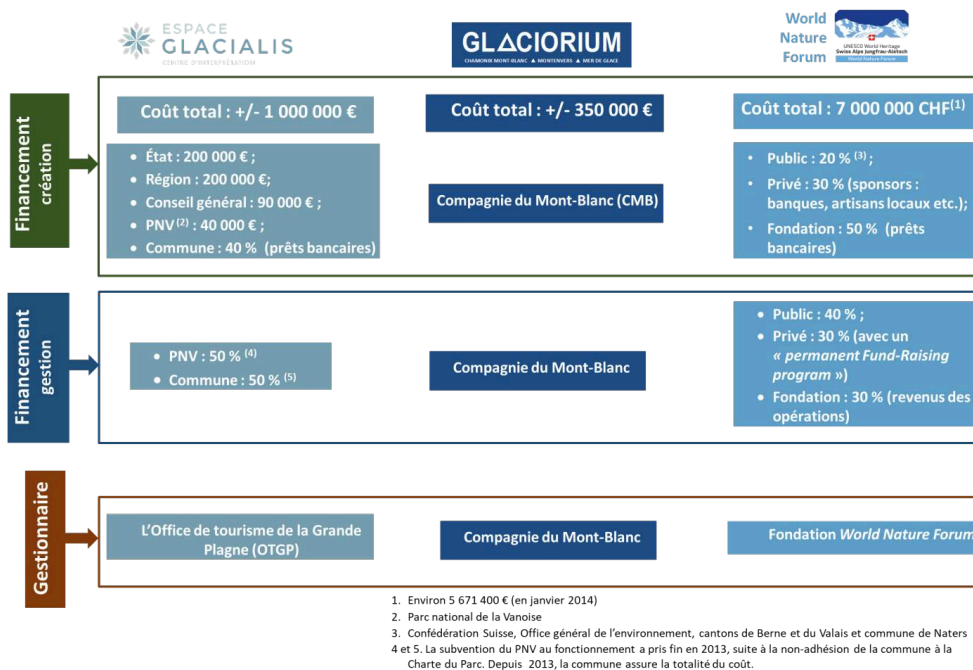 ESPACE
GLACIALIS
CENTRE D'INTERPRÉTATION
GLACIORIUM
CHAMONIX MONT-BLANC ▲ MONTENVERS ▲ MER DE GLACE
World
Nature
Forum
UNESCO World Heritage
Swiss Alps Jungfrau-Aletsch
World Nature Forum
Financement
création
Coût total : +/- 1 000 000 €
• État : 200 000 € ;
• Région : 200 000 €;
• Conseil général : 90 000 € ;
• PNV (2) : 40 000 € ;
• Commune : 40 % (prêts bancaires)
Coût total : +/- 350 000 €
Compagnie du Mont-Blanc (CMB)
Coût total : 7 000 000 CHF(1)
• Public : 20 % (3) ;
• Privé : 30 % (sponsors :
banques, artisans locaux etc.);
• Fondation : 50 % (prêts
bancaires)
Financement
gestion
• PNV : 50 % (4)
• Commune : 50 % (5)
Compagnie du Mont-Blanc
• Public : 40 % ;
• Privé : 30 % (avec un
« permanent Fund-Raising
program »)
• Fondation : 30 % (revenus des
opérations)
Gestionnaire
L'Office de tourisme de la Grande
Plagne (OTGP)
Compagnie du Mont-Blanc
Fondation World Nature Forum
1. Environ 5 671 400 € (en janvier 2014)
2. Parc national de la Vanoise
3. Confédération Suisse, Office général de l'environnement, cantons de Berne et du Valais et commune de Naters
4 et 5. La subvention du PNV au fonctionnement a pris fin en 2013, suite à la non-adhésion de la commune à la
Charte du Parc. Depuis 2013, la commune assure la totalité du coût.